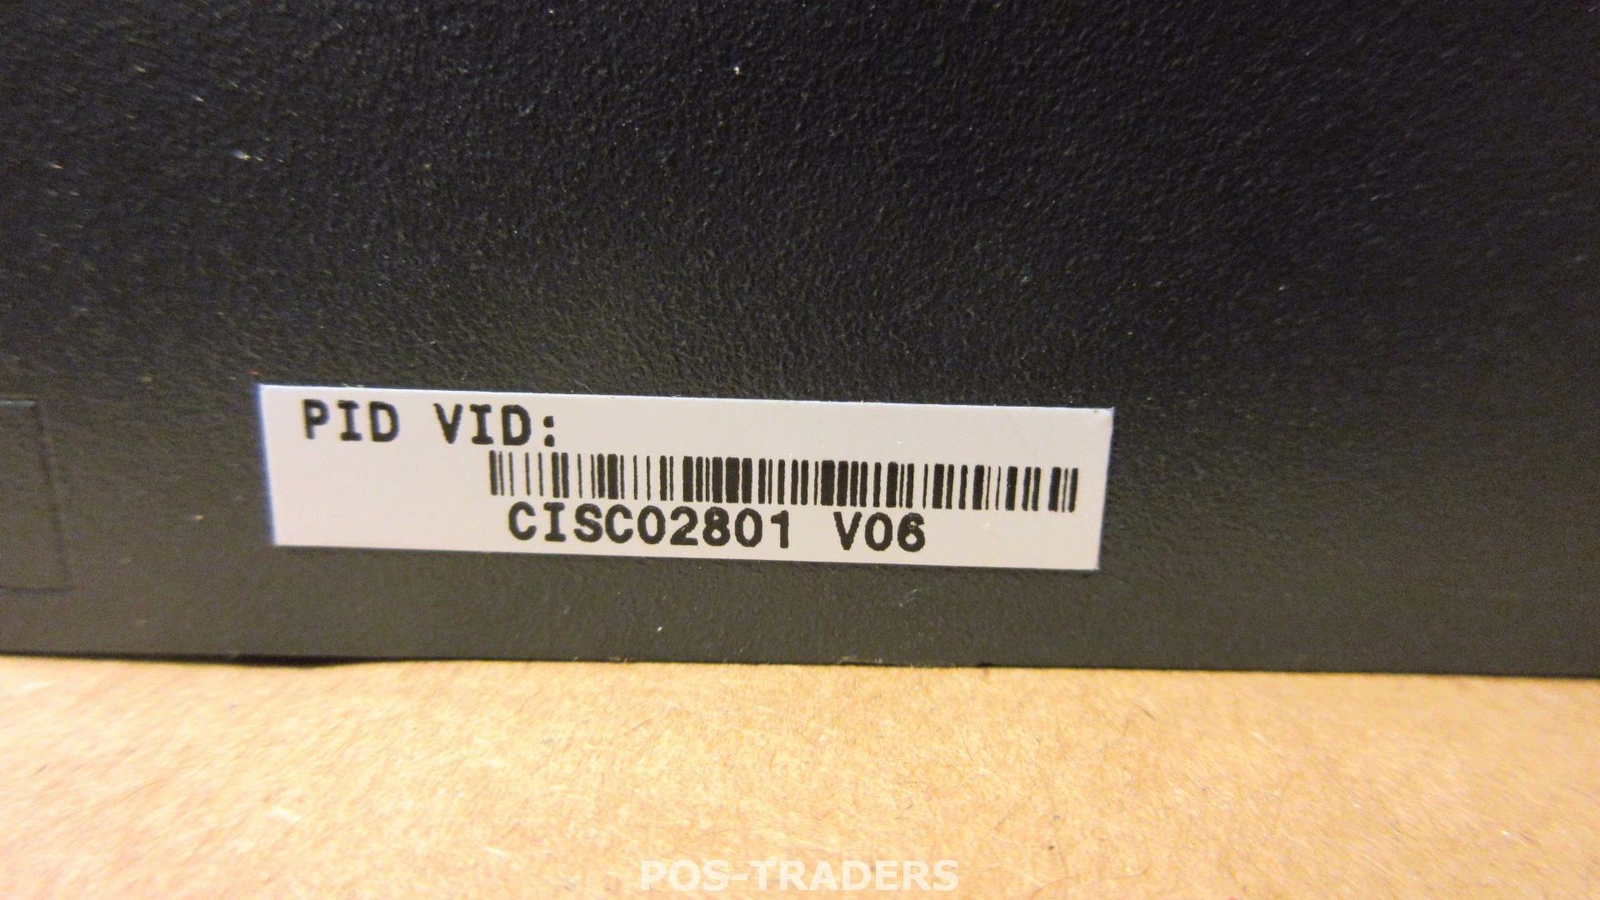 PID VID:
CISCO2801 V06
POS-TRADERS